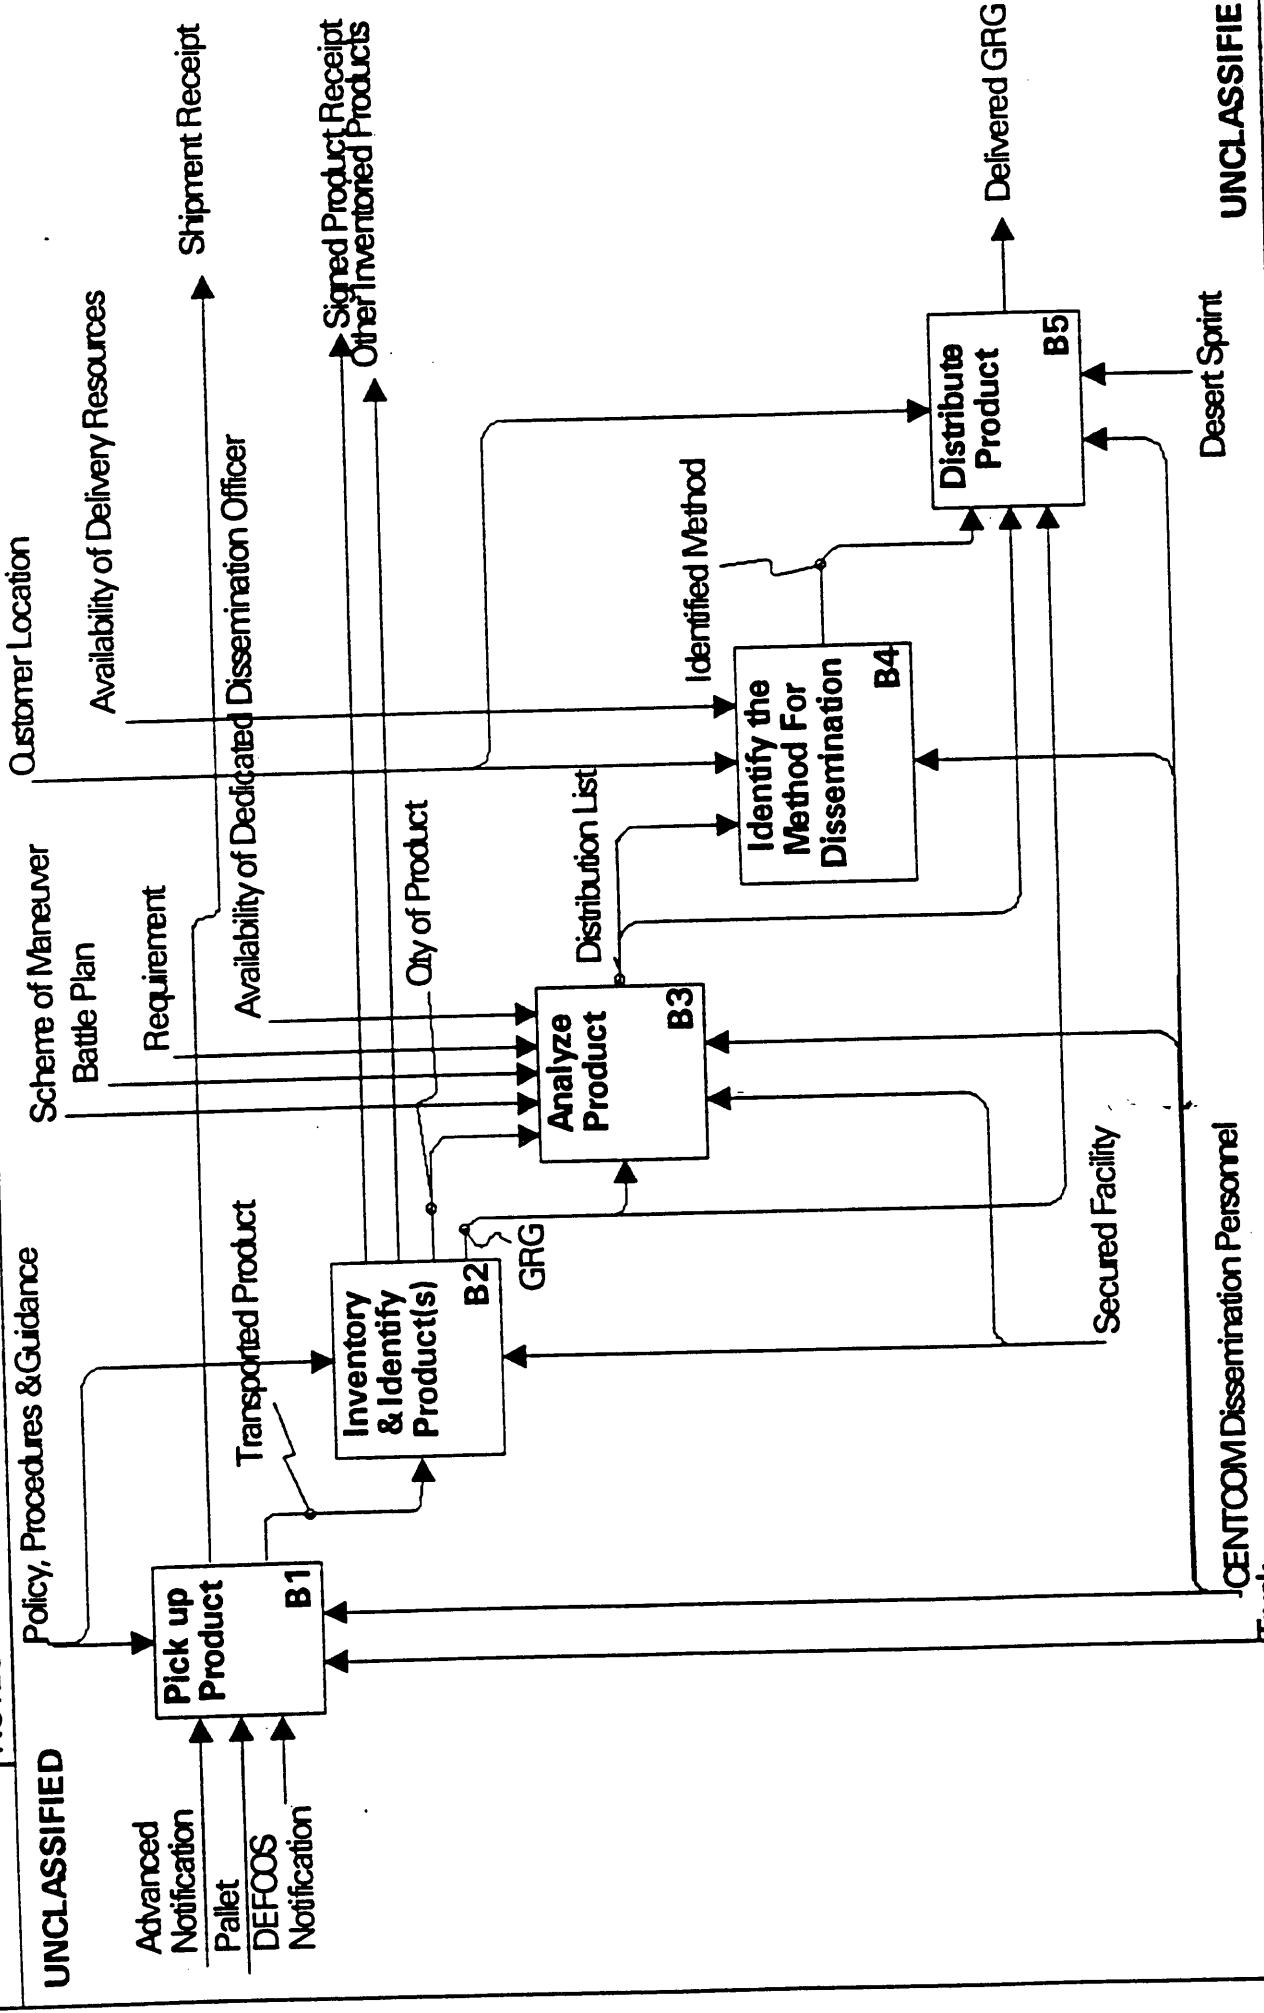 UNCLASSIFIED
Policy, Procedures & Guidance
Scheme of Maneuver
Battle Plan
Requirement
Customer Location
Availability of Delivery Resources
Availability of Dedicated Dissemination Officer
Shipment Receipt
Signed Product Receipt
Other Inventoried Products
Advanced
Notification
Pallet
DEFCOS
Notification
Pick up
Product
B1
Transported Product
Inventory
& Identify
Product(s)
B2
GRG
Qty of Product
Analyze
Product
B3
Distribution List
Identify the
Method For
Dissemination
B4
Identified Method
Distribute
Product
B5
Delivered GRG
Secured Facility
Desert Sprint
CENTCOM Dissemination Personnel
UNCLASSIFIE